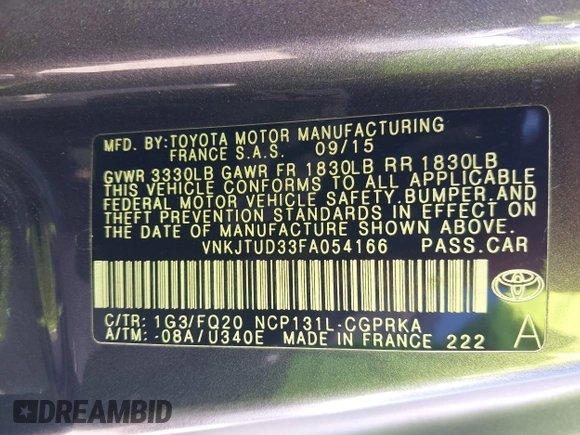 MFD. BY:TOYOTA MOTOR MANUFACTURING
FRANCE S.A.S. 09/15
GVWR 3330LB GAWR FR 1830LB RR 1830LB
THIS VEHICLE CONFORMS TO ALL APPLICABLE
FEDERAL MOTOR VEHICLE SAFETY, BUMPER, AND
THEFT PREVENTION STANDARDS IN EFFECT ON
THE DATE OF MANUFACTURE SHOWN ABOVE.
VNKJTUD33FA054166 PASS.CAR
C/TR: 1G3/FQ20 NCP131L-CGPRKA
A/TM: -08A/U340E MADE IN FRANCE 222 A
DREAMBID